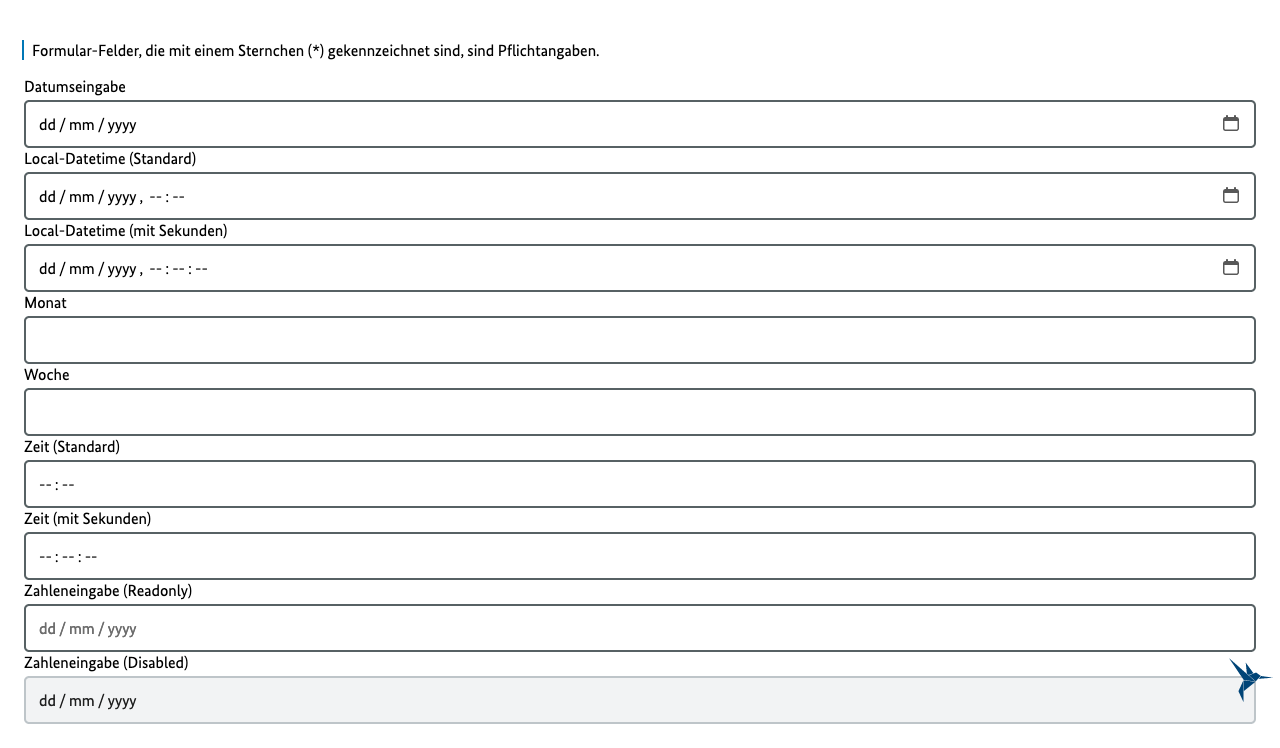 Formular-Felder, die mit einem Sternchen (*) gekennzeichnet sind, sind Pflichtangaben.
Datumseingabe
dd / mm / yyyy
Local-Datetime (Standard)
dd / mm / yyyy , -- : --
Local-Datetime (mit Sekunden)
dd / mm / yyyy , -- : -- : --
Monat
Woche
Zeit (Standard)
-- : --
Zeit (mit Sekunden)
-- : -- : --
Zahleneingabe (Readonly)
dd / mm / yyyy
Zahleneingabe (Disabled)
dd / mm / yyyy